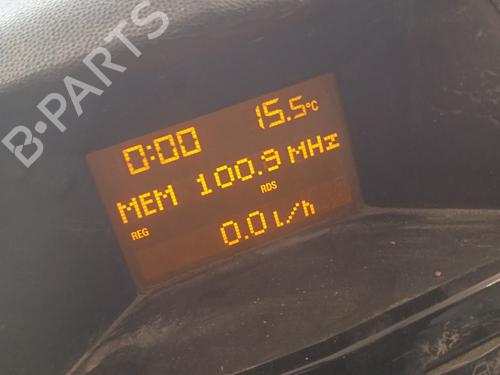 B-PARTS
0:00 15.5°C
MEM 100.9 MHz
REG RDS
0.0 l/h